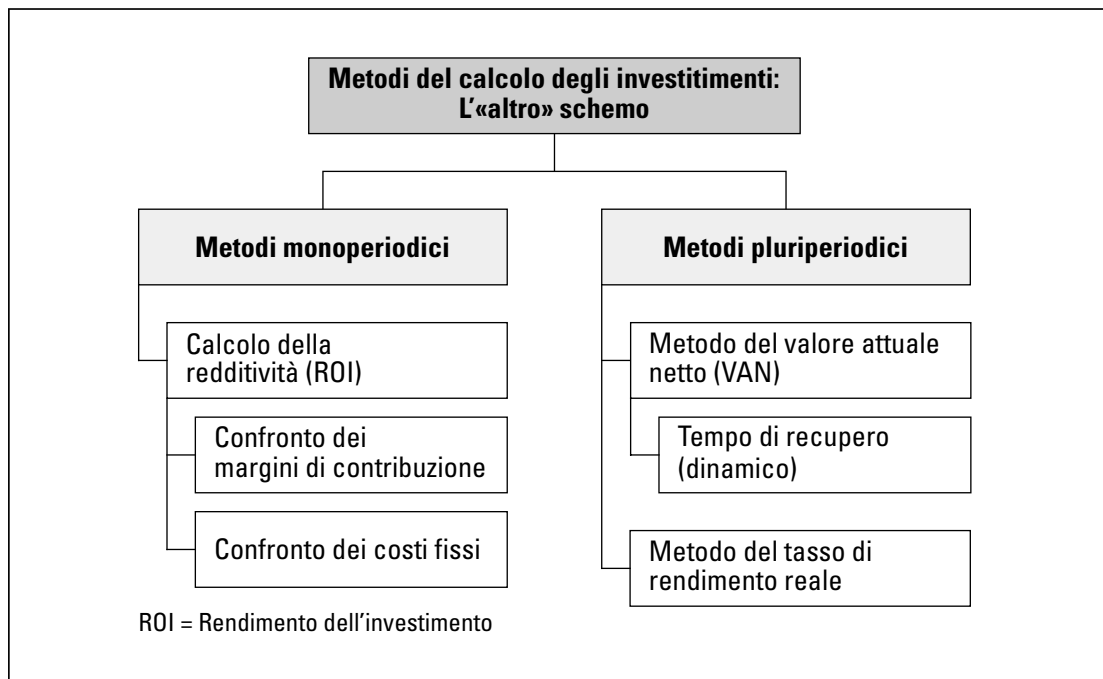 Metodi del calcolo degli investitimenti:
L'«altro» schemo
Metodi monoperiodici
Calcolo della
redditività (ROI)
Confronto dei
margini di contribuzione
Confronto dei costi fissi
ROI = Rendimento dell'investimento
Metodi pluriperiodici
Metodo del valore attuale
netto (VAN)
Tempo di recupero
(dinamico)
Metodo del tasso di
rendimento reale